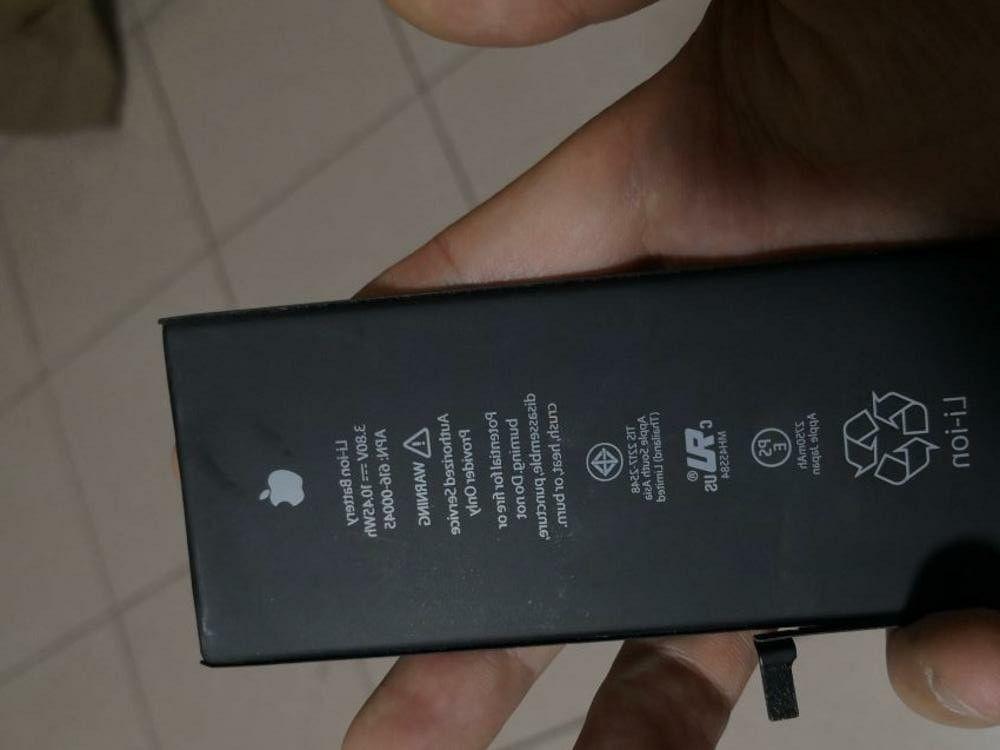 Li-ion Battery
3.80V 10.45Wh
APN: 616-00045
WARNING
Authorized Service
Provider Only
Potential for fire or
burning. Do not
disassemble, puncture,
crush, heat, or burn.
TIS 2217-2548
Apple South Asia
(Thailand) Limited
c RU ® US
MH45584
PS
E
2750mAh
Apple Japan
Li-ion